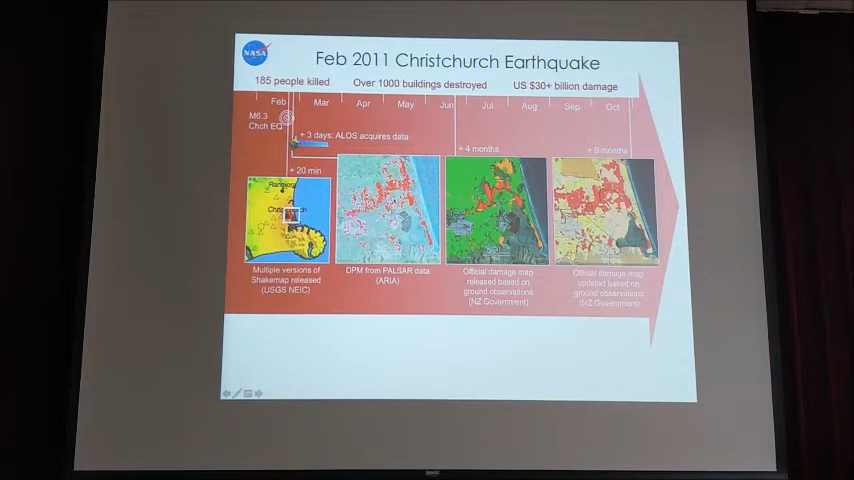 NASA
Feb 2011 Christchurch Earthquake
185 people killed
Over 1000 buildings destroyed
US $30+ billion damage
Feb
Mar
Apr
May
Jun
Jul
Aug
Sep
Oct
M6.3
Chch EQ
+ 3 days: ALOS acquires data
+ 20 min
+ 4 months
+ 8 months
Rangiora
Christchurch
Multiple versions of
Shakemap released
(USGS NEIC)
DPM from PALSAR data
(ARIA)
Official damage map
released based on
ground observations
(NZ Government)
Official damage map
updated based on
ground observations
(NZ Government)